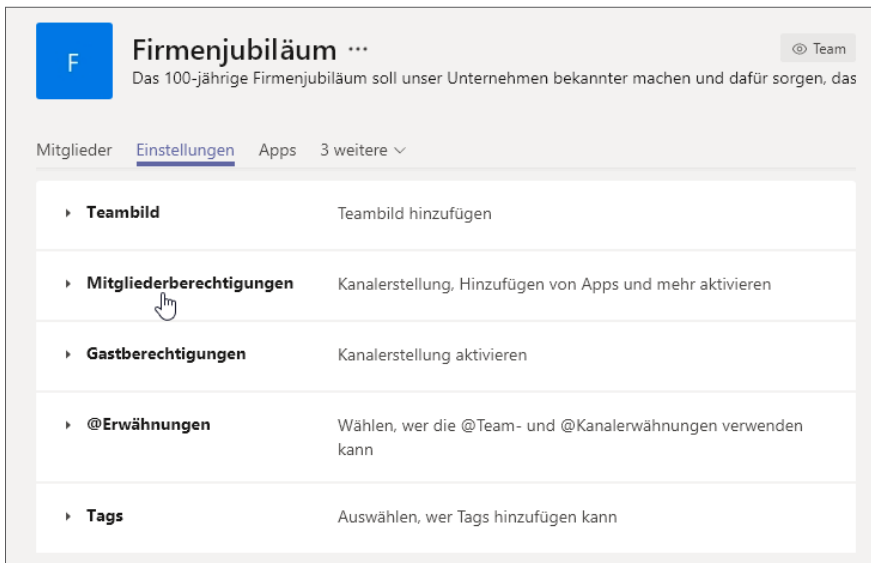 F
Firmenjubiläum ...
Team
Das 100-jährige Firmenjubiläum soll unser Unternehmen bekannter machen und dafür sorgen, das
Mitglieder Einstellungen Apps 3 weitere
Teambild Teambild hinzufügen
Mitgliederberechtigungen Kanalerstellung, Hinzufügen von Apps und mehr aktivieren
Gastberechtigungen Kanalerstellung aktivieren
@Erwähnungen Wählen, wer die @Team- und @Kanalerwähnungen verwenden
kann
Tags Auswählen, wer Tags hinzufügen kann